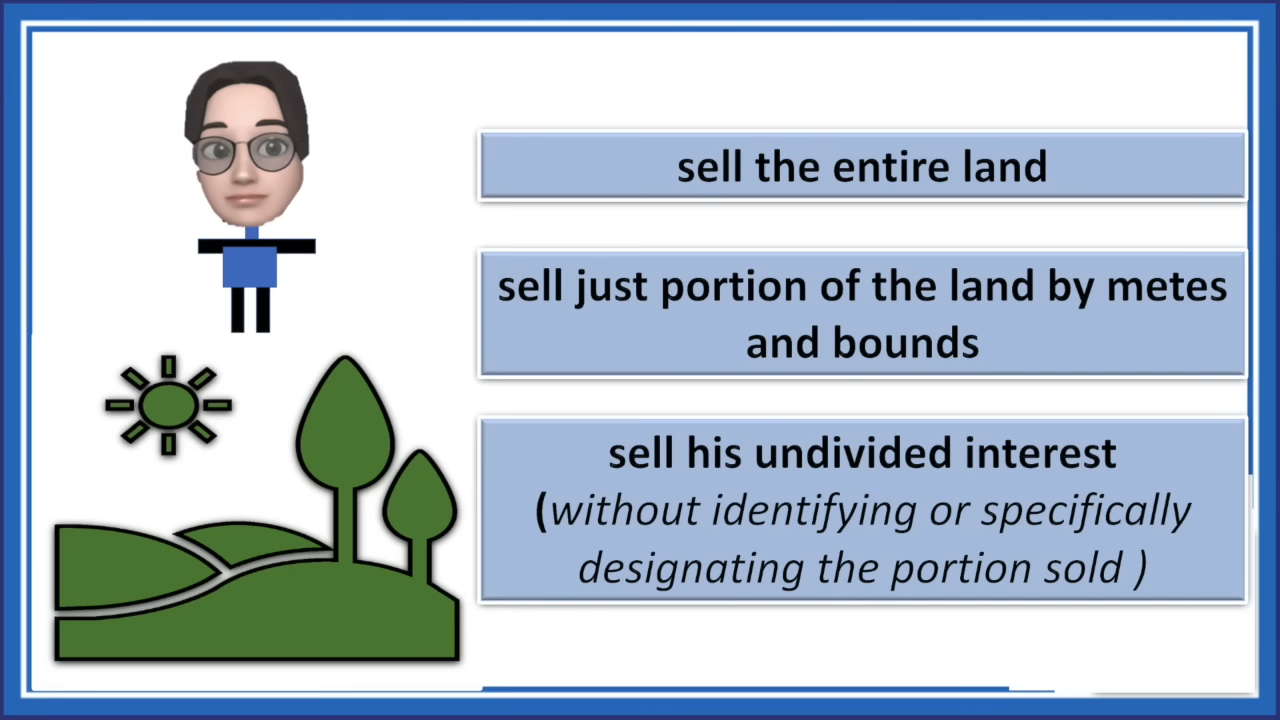 sell the entire land
sell just portion of the land by metes
and bounds
sell his undivided interest
(without identifying or specifically
designating the portion sold )